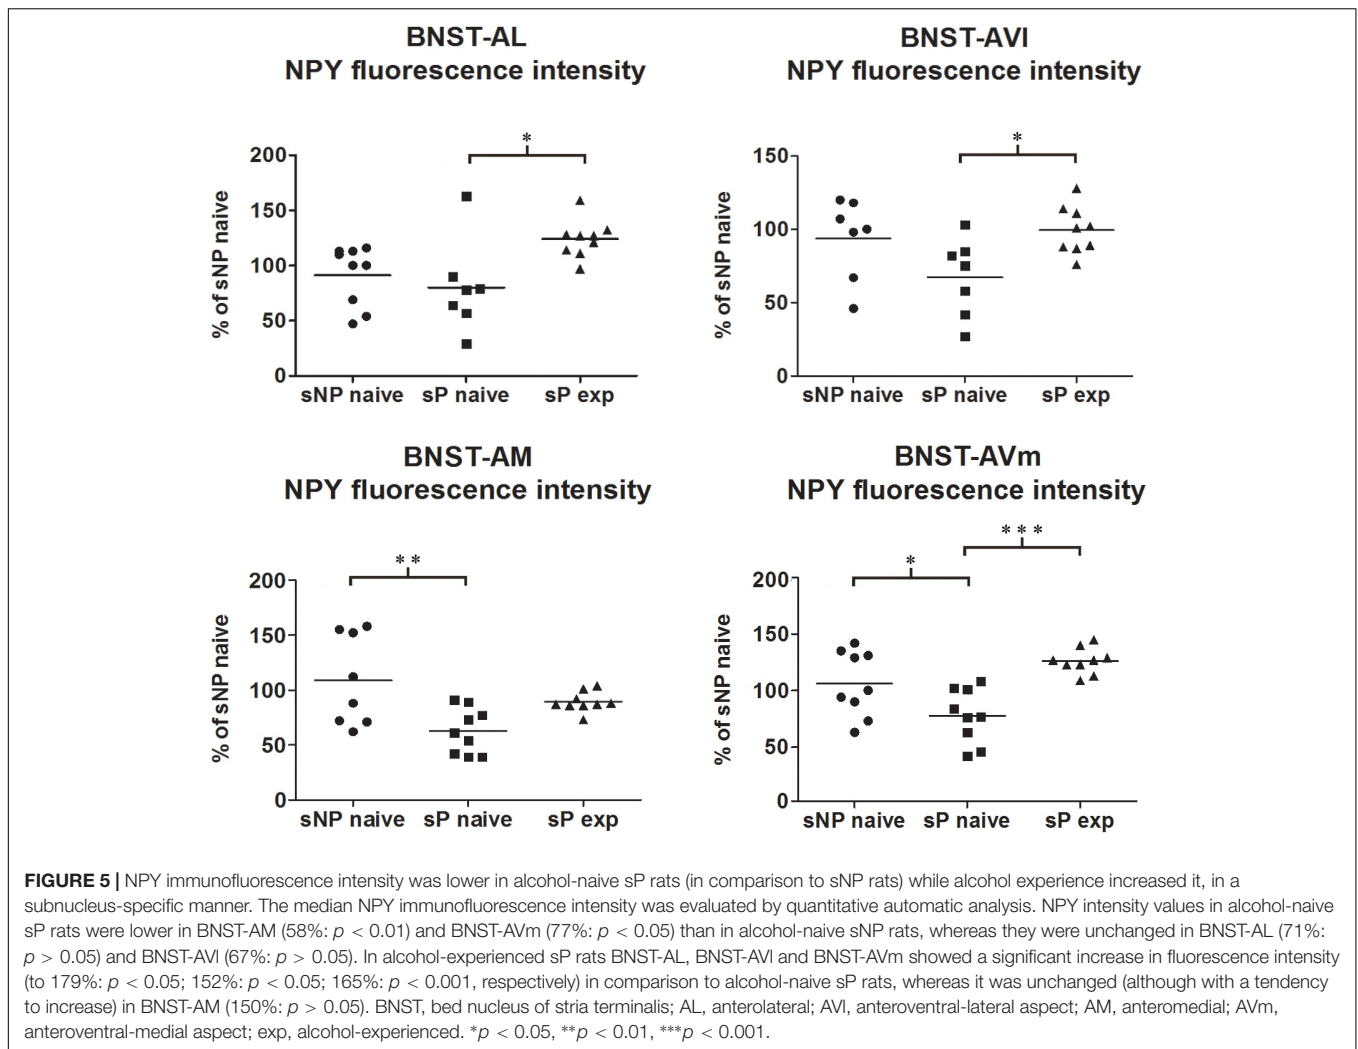 BNST-AL
NPY fluorescence intensity
*
% of sNP naive
200
150
100
50
0
sNP naive sP naive sP exp
BNST-AVl
NPY fluorescence intensity
*
% of sNP naive
150
100
50
0
sNP naive sP naive sP exp
BNST-AM
NPY fluorescence intensity
**
% of sNP naive
200
150
100
50
0
sNP naive sP naive sP exp
BNST-AVm
NPY fluorescence intensity
*
***
% of sNP naive
200
150
100
50
0
sNP naive sP naive sP exp
FIGURE 5 | NPY immunofluorescence intensity was lower in alcohol-naive sP rats (in comparison to sNP rats) while alcohol experience increased it, in a
subnucleus-specific manner. The median NPY immunofluorescence intensity was evaluated by quantitative automatic analysis. NPY intensity values in alcohol-naive
sP rats were lower in BNST-AM (58%: p < 0.01) and BNST-AVm (77%: p < 0.05) than in alcohol-naive sNP rats, whereas they were unchanged in BNST-AL (71%:
p > 0.05) and BNST-AVl (67%: p > 0.05). In alcohol-experienced sP rats BNST-AL, BNST-AVl and BNST-AVm showed a significant increase in fluorescence intensity
(to 179%: p < 0.05; 152%: p < 0.05; 165%: p < 0.001, respectively) in comparison to alcohol-naive sP rats, whereas it was unchanged (although with a tendency
to increase) in BNST-AM (150%: p > 0.05). BNST, bed nucleus of stria terminalis; AL, anterolateral; AVl, anteroventral-lateral aspect; AM, anteromedial; AVm,
anteroventral-medial aspect; exp, alcohol-experienced. *p < 0.05, **p < 0.01, ***p < 0.001.